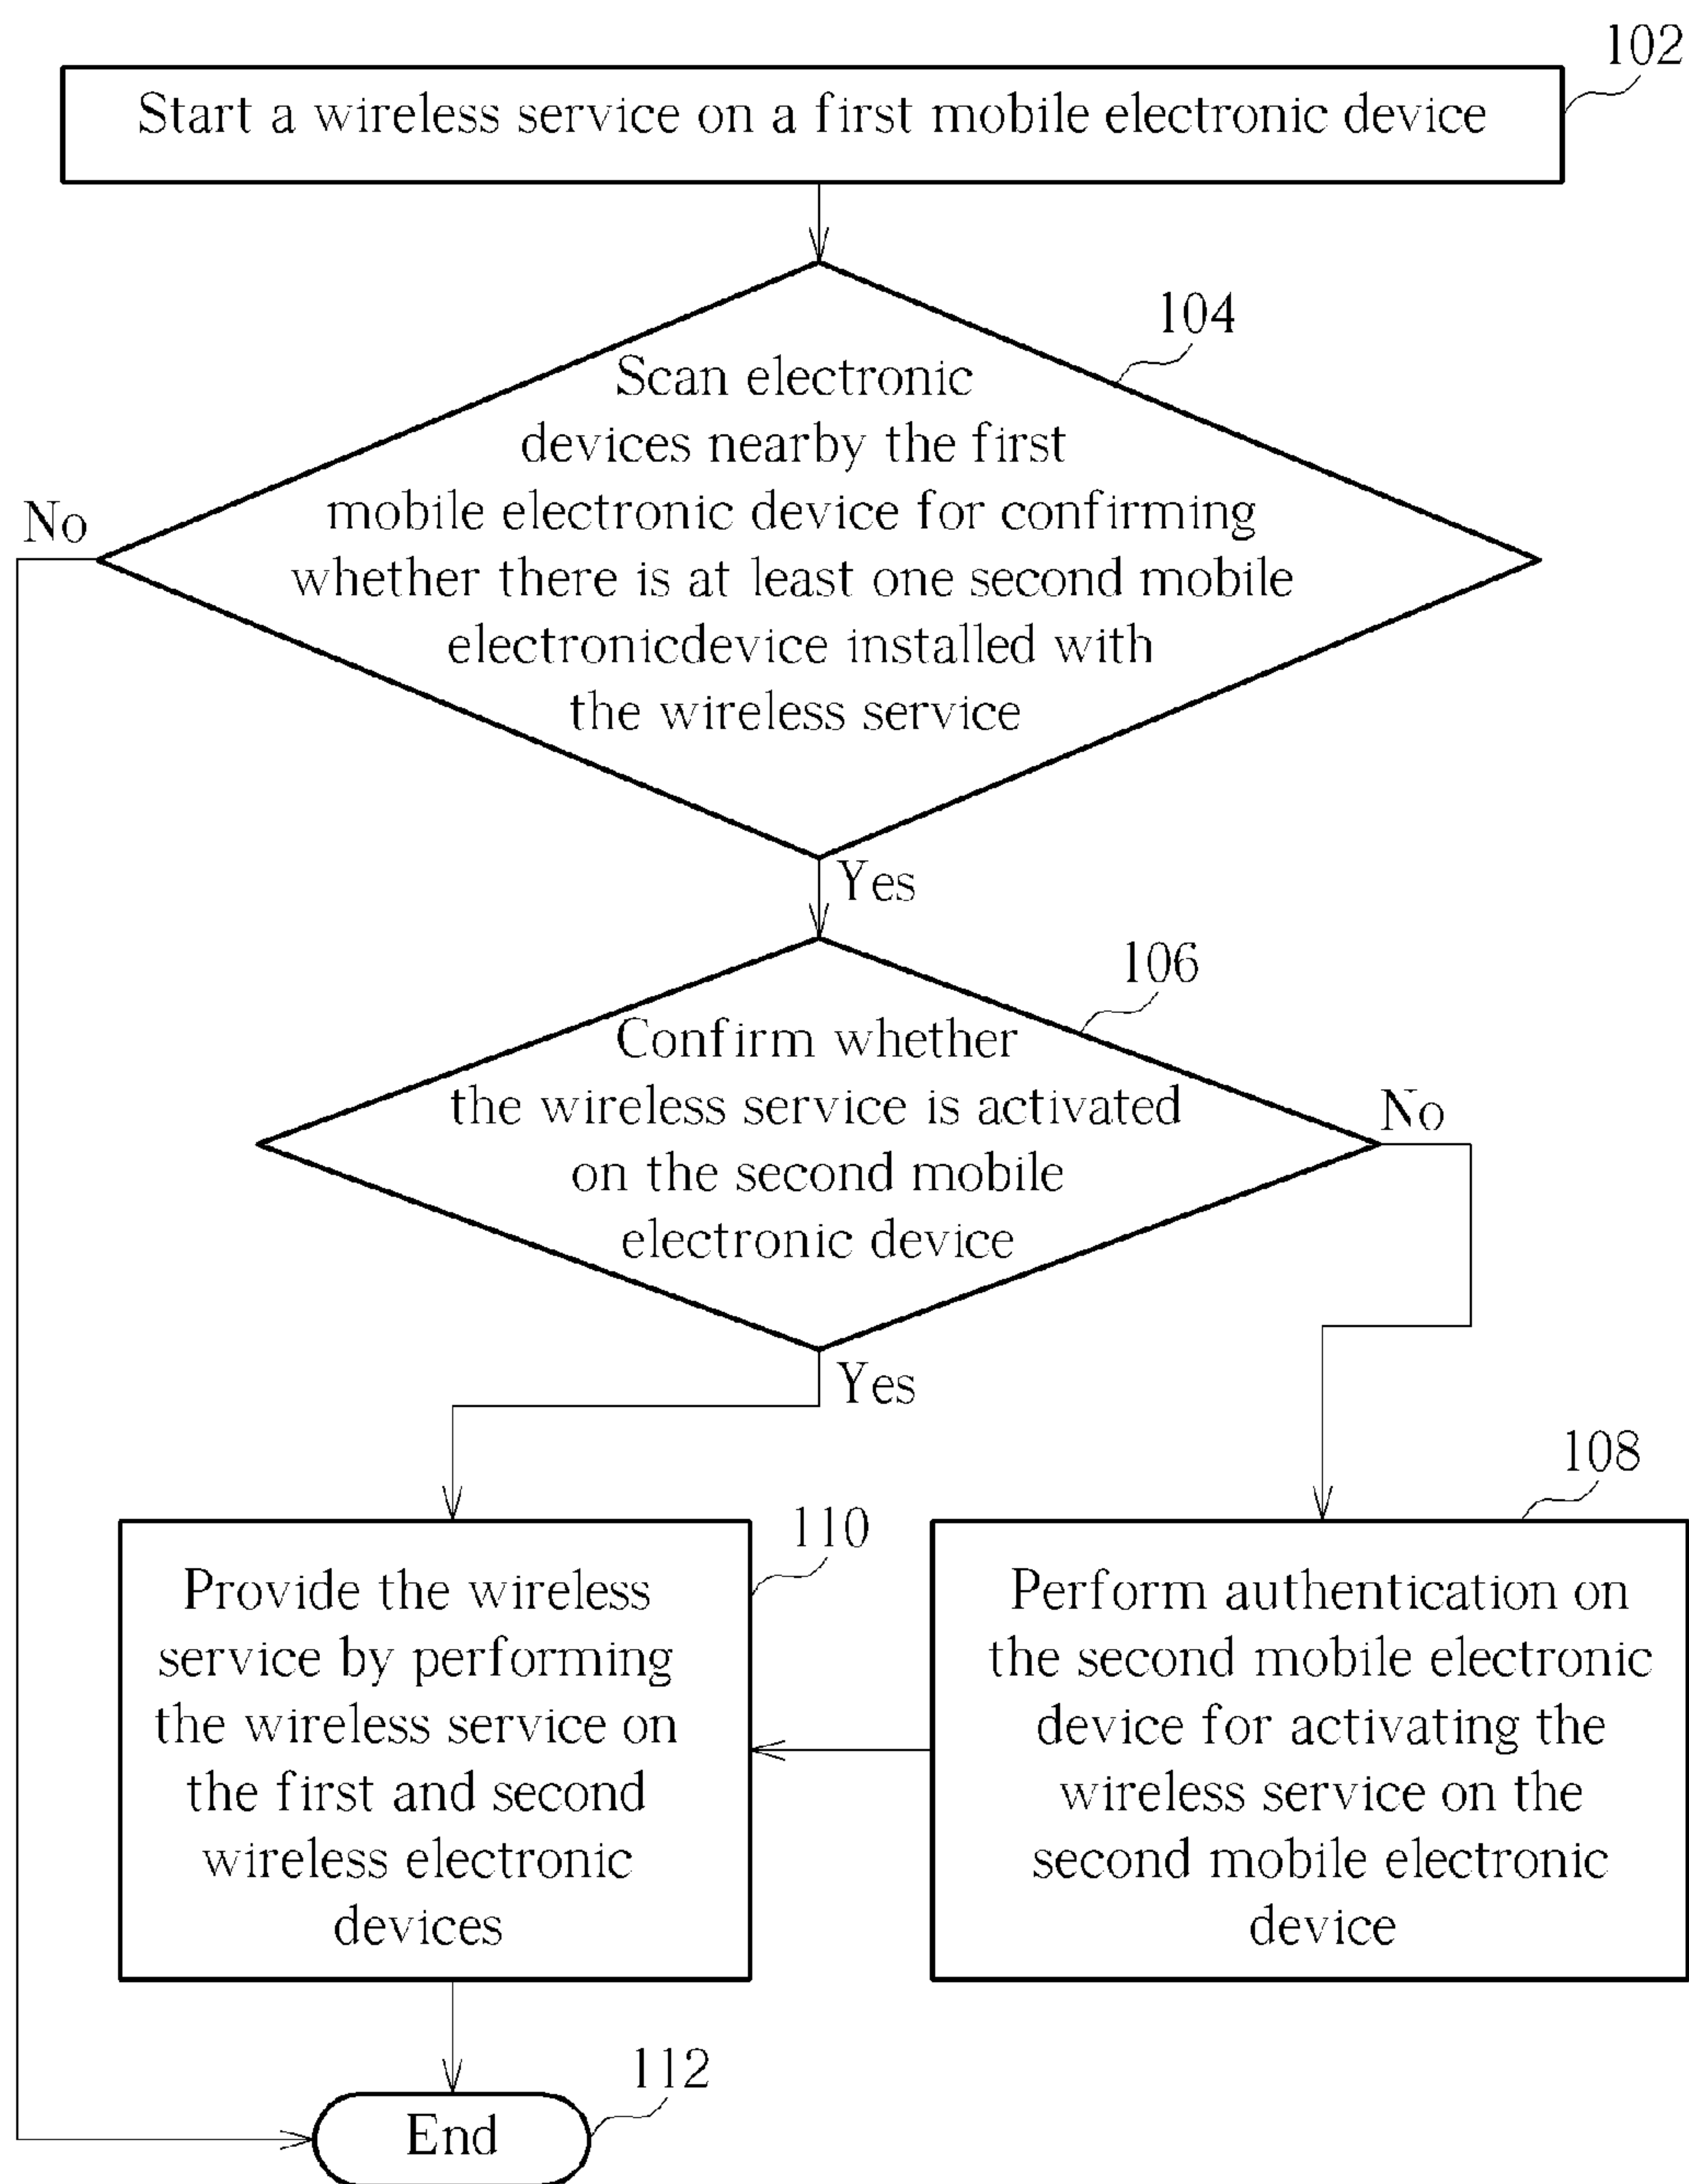 102
Start a wireless service on a first mobile electronic device
104
Scan electronic
devices nearby the first
mobile electronic device for confirming
whether there is at least one second mobile
electronicdevice installed with
the wireless service
No
Yes
106
Confirm whether
the wireless service is activated
on the second mobile
electronic device
No
Yes
110
Provide the wireless
service by performing
the wireless service on
the first and second
wireless electronic
devices
108
Perform authentication on
the second mobile electronic
device for activating the
wireless service on the
second mobile electronic
device
112
End